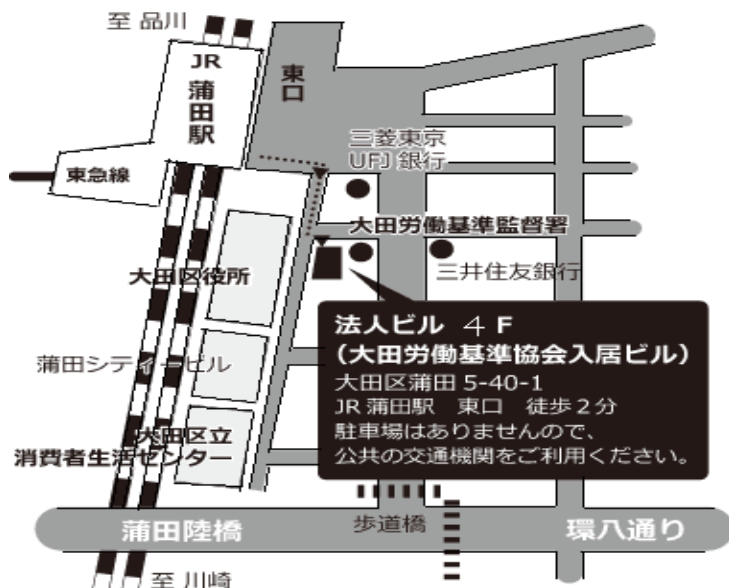 至 品川
JR
蒲田駅
東口
三菱東京
UFJ 銀行
東急線
大田労働基準監督署
大田区役所
三井住友銀行
法人ビル ４Ｆ
（大田労働基準協会入居ビル）
大田区蒲田 5-40-1
JR 蒲田駅　東口　徒歩２分
駐車場はありませんので、
公共の交通機関をご利用ください。
蒲田シティービル
大田区立
消費者生活センター
蒲田陸橋
歩道橋
環八通り
至 川崎